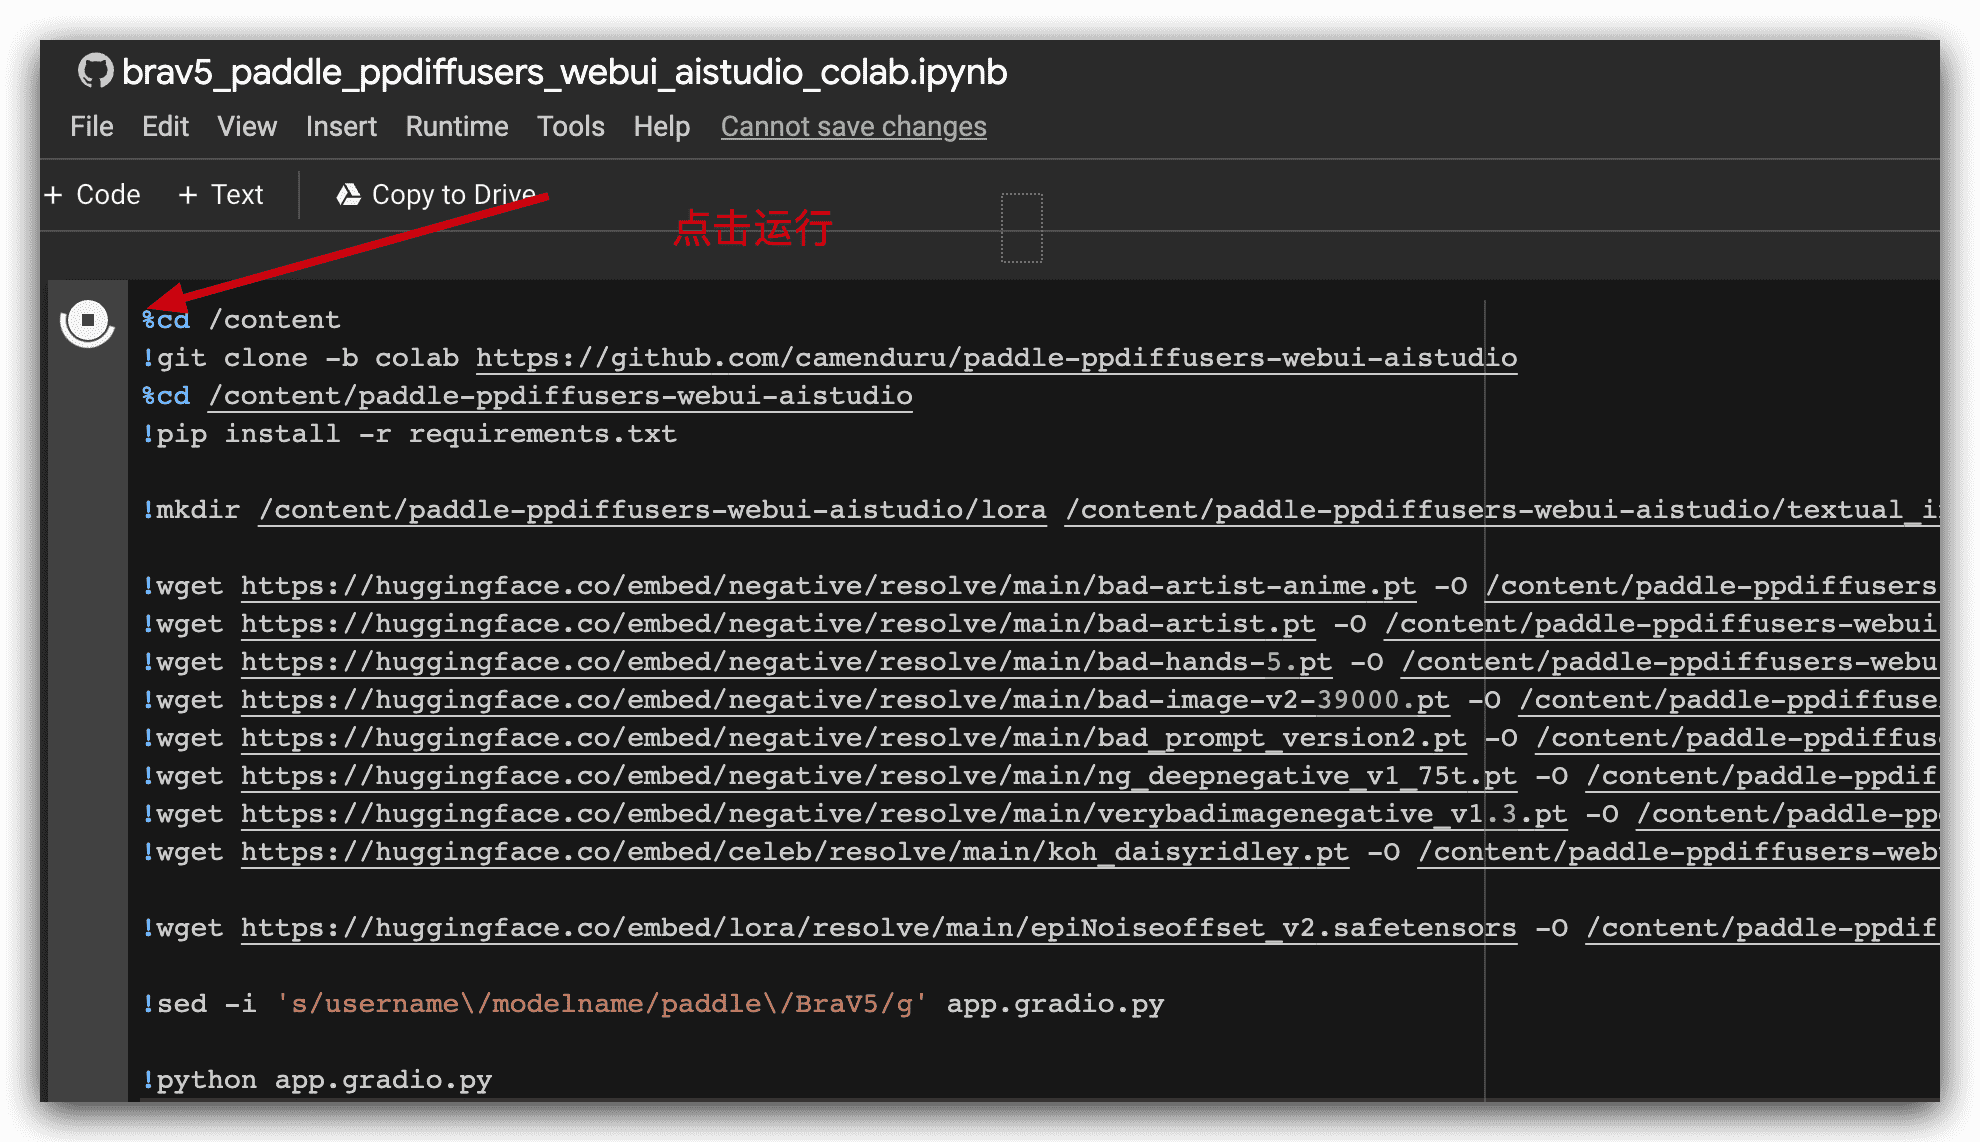 brav5_paddle_ppdiffusers_webui_aistudio_colab.ipynb
File Edit View Insert Runtime Tools Help Cannot save changes
+ Code + Text Copy to Drive
点击运行
%cd /content
!git clone -b colab https://github.com/camenduru/paddle-ppdiffusers-webui-aistudio
%cd /content/paddle-ppdiffusers-webui-aistudio
!pip install -r requirements.txt
!mkdir /content/paddle-ppdiffusers-webui-aistudio/lora /content/paddle-ppdiffusers-webui-aistudio/textual_i
!wget https://huggingface.co/embed/negative/resolve/main/bad-artist-anime.pt -O /content/paddle-ppdiffusers
!wget https://huggingface.co/embed/negative/resolve/main/bad-artist.pt -O /content/paddle-ppdiffusers-webui
!wget https://huggingface.co/embed/negative/resolve/main/bad-hands-5.pt -O /content/paddle-ppdiffusers-webu
!wget https://huggingface.co/embed/negative/resolve/main/bad-image-v2-39000.pt -O /content/paddle-ppdiffuse
!wget https://huggingface.co/embed/negative/resolve/main/bad_prompt_version2.pt -O /content/paddle-ppdiffus
!wget https://huggingface.co/embed/negative/resolve/main/ng_deepnegative_v1_75t.pt -O /content/paddle-ppdif
!wget https://huggingface.co/embed/negative/resolve/main/verybadimagenegative_v1.3.pt -O /content/paddle-pp
!wget https://huggingface.co/embed/celeb/resolve/main/koh_daisyridley.pt -O /content/paddle-ppdiffusers-web
!wget https://huggingface.co/embed/lora/resolve/main/epiNoiseoffset_v2.safetensors -O /content/paddle-ppdif
!sed -i 's/username\/modelname/paddle\/BraV5/g' app.gradio.py
!python app.gradio.py